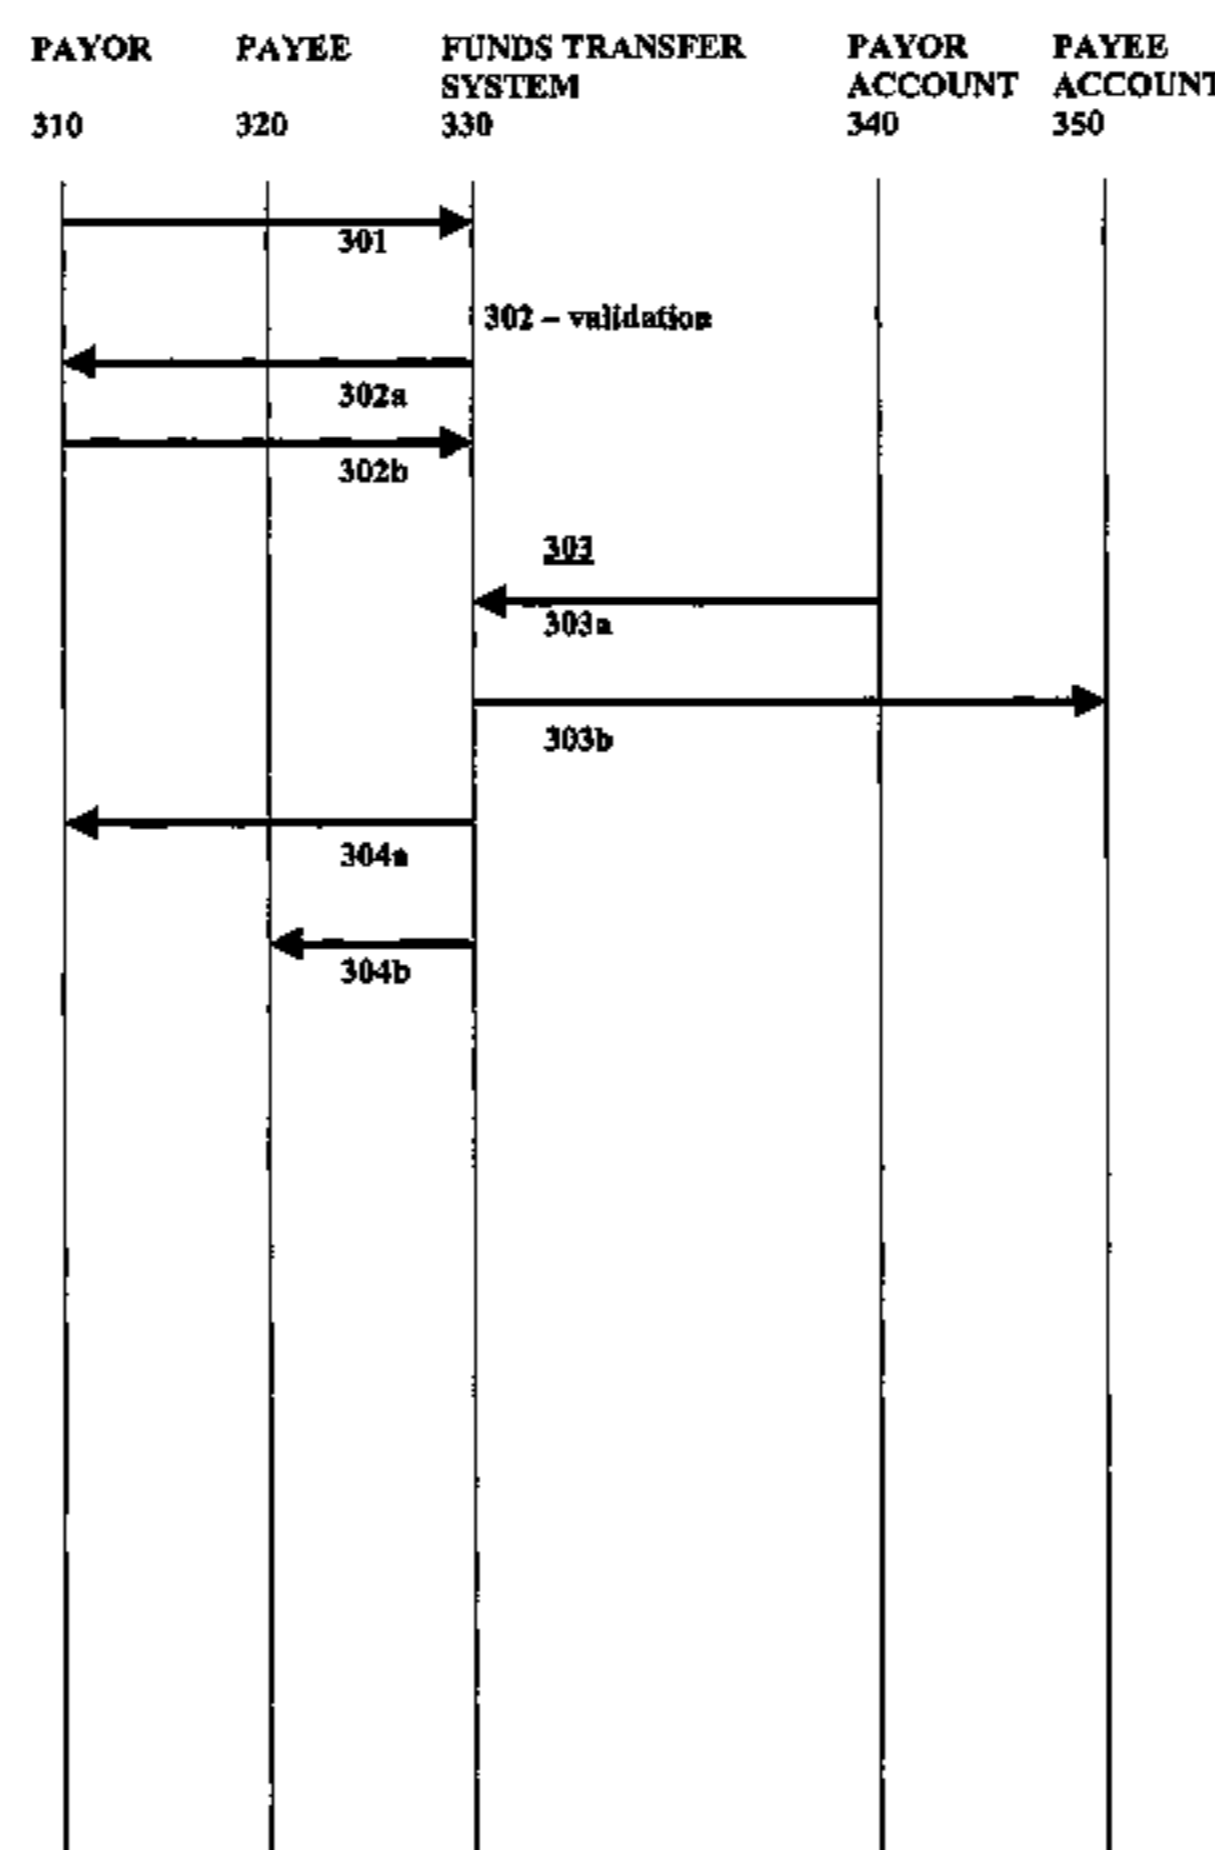 PAYOR PAYEE FUNDS TRANSFER PAYOR PAYEE
SYSTEM ACCOUNT ACCOUNT
310 320 330 340 350
301
302 – validation
302a
302b
303
303a
303b
304a
304b